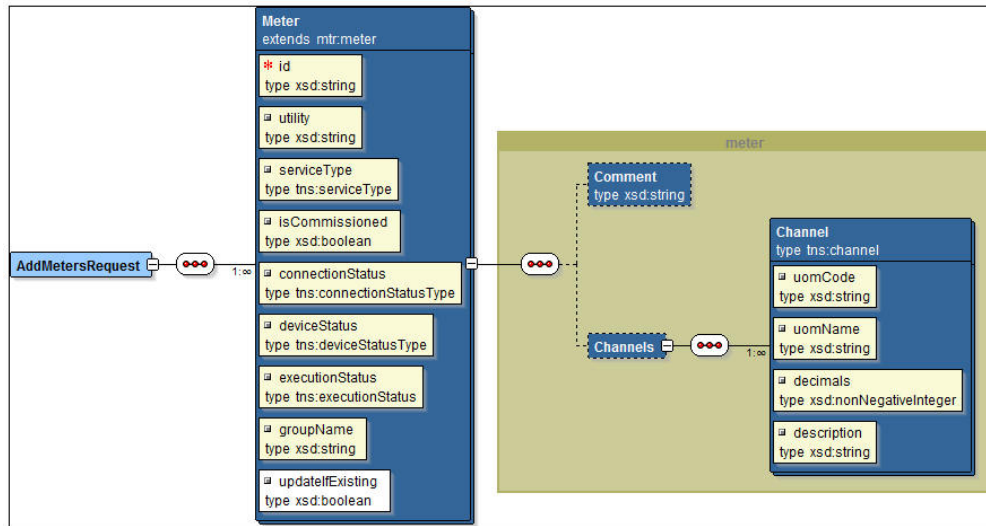 Meter
extends mtr:meter
id
type xsd:string
utility
type xsd:string
serviceType
type tns:serviceType
isCommissioned
type xsd:boolean
AddMetersRequest
1:∞
connectionStatus
type tns:connectionStatusType
deviceStatus
type tns:deviceStatusType
executionStatus
type tns:executionStatus
groupName
type xsd:string
updateIfExisting
type xsd:boolean
meter
Comment
type xsd:string
Channels
1:∞
Channel
type tns:channel
uomCode
type xsd:string
uomName
type xsd:string
decimals
type xsd:nonNegativeInteger
description
type xsd:string